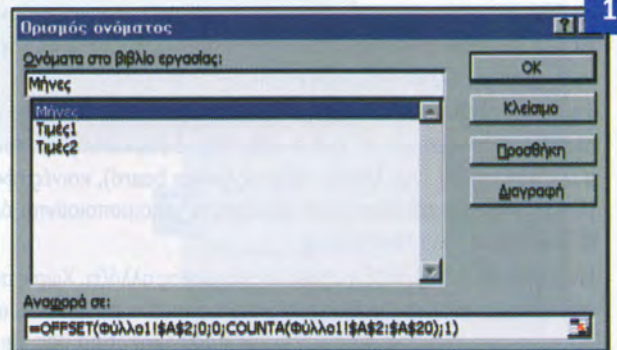 1
Ορισμός ονόματος
Ονόματα στο βιβλίο εργασίας:
Μήνες
Μήνες
Τιμές1
Τιμές2
OK
Κλείσιμο
Προσθήκη
Διαγραφή
Αναφορά σε:
=OFFSET(Φύλλο1!$A$2;0;0;COUNTA(Φύλλο1!$A$2:$A$20);1)